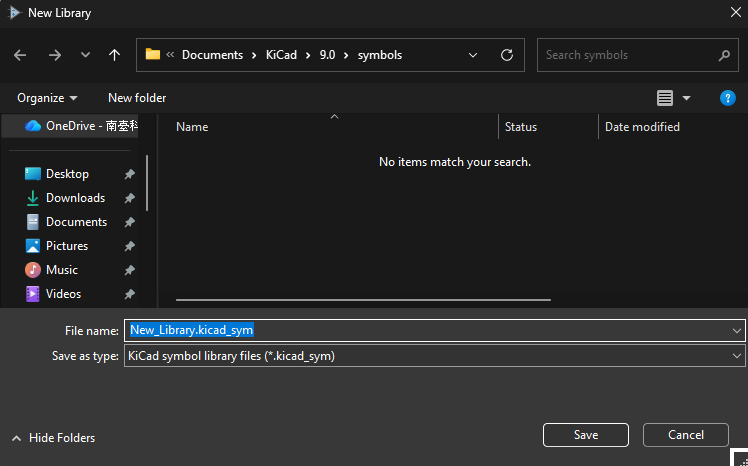 New Library
« Documents > KiCad > 9.0 > symbols
Search symbols
Organize
New folder
OneDrive - 南臺科
Name
Status
Date modified
No items match your search.
Desktop
Downloads
Documents
Pictures
Music
Videos
File name: New_Library.kicad_sym
Save as type: KiCad symbol library files (*.kicad_sym)
Hide Folders
Save
Cancel